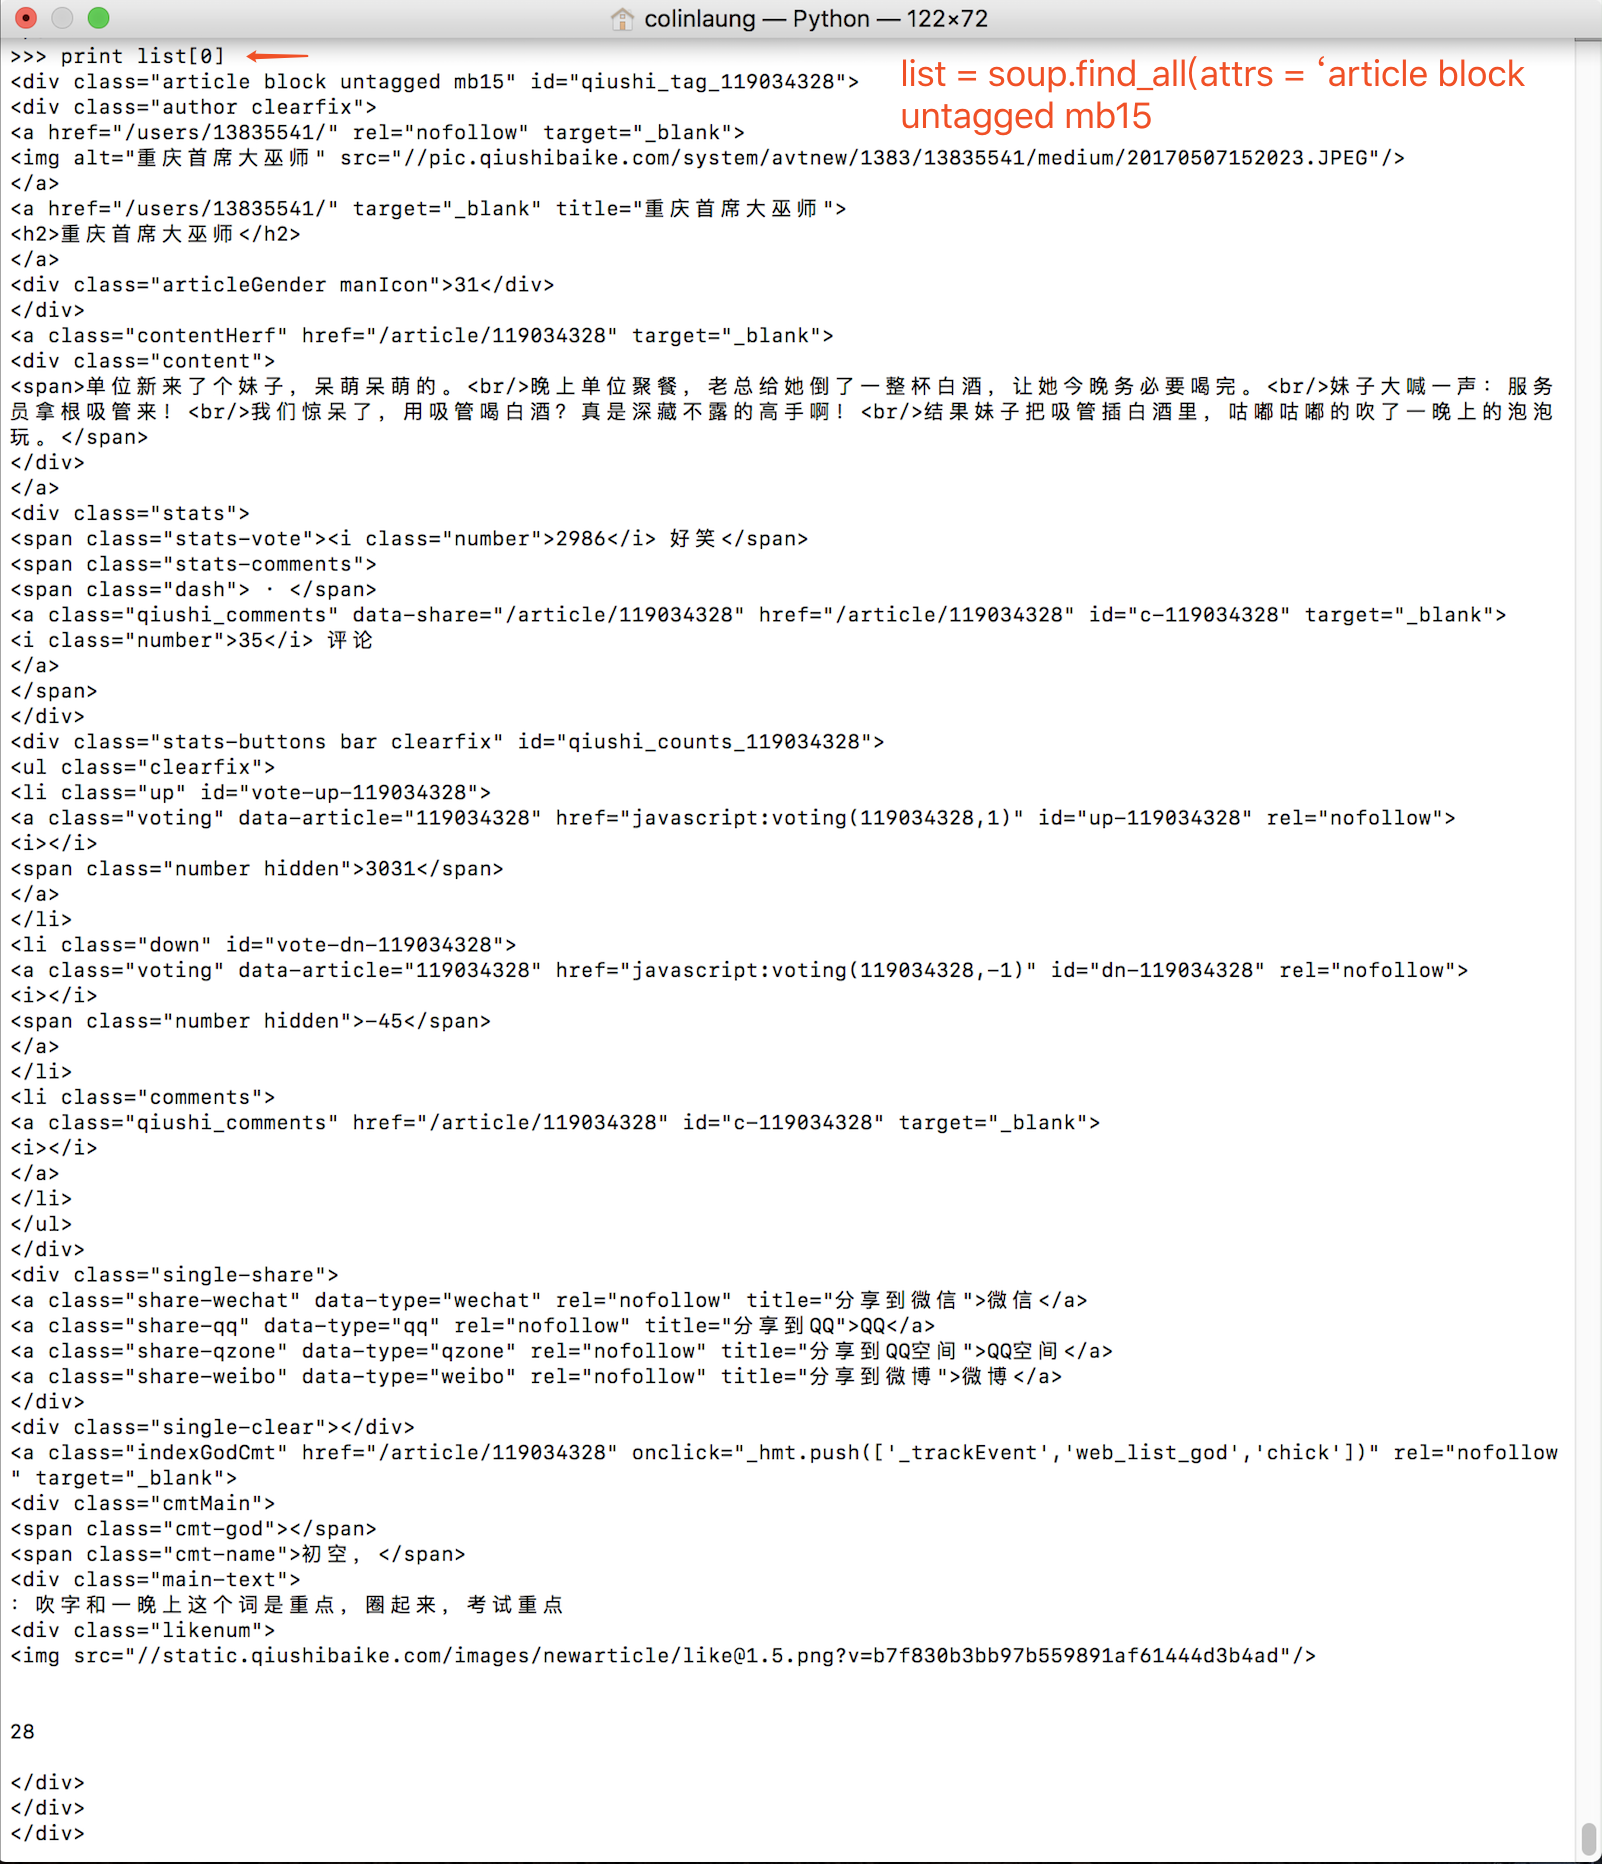 colinlaung — Python — 122×72
>>> print list[0]
list = soup.find_all(attrs = ‘article block
untagged mb15
<div class="article block untagged mb15" id="qiushi_tag_119034328">
<div class="author clearfix">
<a href="/users/13835541/" rel="nofollow" target="_blank">
<img alt="重庆首席大巫师" src="//pic.qiushibaike.com/system/avtnew/1383/13835541/medium/20170507152023.JPEG"/>
</a>
<a href="/users/13835541/" target="_blank" title="重庆首席大巫师">
<h2>重庆首席大巫师</h2>
</a>
<div class="articleGender manIcon">31</div>
</div>
<a class="contentHerf" href="/article/119034328" target="_blank">
<div class="content">
<span>单位新来了个妹子，呆萌呆萌的。<br/>晚上单位聚餐，老总给她倒了一整杯白酒，让她今晚务必要喝完。<br/>妹子大喊一声：服务
员拿根吸管来！<br/>我们惊呆了，用吸管喝白酒？真是深藏不露的高手啊！<br/>结果妹子把吸管插白酒里，咕嘟咕嘟的吹了一晚上的泡泡
玩。</span>
</div>
</a>
<div class="stats">
<span class="stats-vote"><i class="number">2986</i> 好笑</span>
<span class="stats-comments">
<span class="dash"> · </span>
<a class="qiushi_comments" data-share="/article/119034328" href="/article/119034328" id="c-119034328" target="_blank">
<i class="number">35</i> 评论
</a>
</span>
</div>
<div class="stats-buttons bar clearfix" id="qiushi_counts_119034328">
<ul class="clearfix">
<li class="up" id="vote-up-119034328">
<a class="voting" data-article="119034328" href="javascript:voting(119034328,1)" id="up-119034328" rel="nofollow">
<i></i>
<span class="number hidden">3031</span>
</a>
</li>
<li class="down" id="vote-dn-119034328">
<a class="voting" data-article="119034328" href="javascript:voting(119034328,-1)" id="dn-119034328" rel="nofollow">
<i></i>
<span class="number hidden">-45</span>
</a>
</li>
<li class="comments">
<a class="qiushi_comments" href="/article/119034328" id="c-119034328" target="_blank">
<i></i>
</a>
</li>
</ul>
</div>
<div class="single-share">
<a class="share-wechat" data-type="wechat" rel="nofollow" title="分享到微信">微信</a>
<a class="share-qq" data-type="qq" rel="nofollow" title="分享到QQ">QQ</a>
<a class="share-qzone" data-type="qzone" rel="nofollow" title="分享到QQ空间">QQ空间</a>
<a class="share-weibo" data-type="weibo" rel="nofollow" title="分享到微博">微博</a>
</div>
<div class="single-clear"></div>
<a class="indexGodCmt" href="/article/119034328" onclick="_hmt.push(['_trackEvent','web_list_god','chick'])" rel="nofollow
" target="_blank">
<div class="cmtMain">
<span class="cmt-god"></span>
<span class="cmt-name">初空，</span>
<div class="main-text">
：吹字和一晚上这个词是重点，圈起来，考试重点
<div class="likenum">
<img src="//static.qiushibaike.com/images/newarticle/like@1.5.png?v=b7f830b3bb97b559891af61444d3b4ad"/>
28
</div>
</div>
</div>